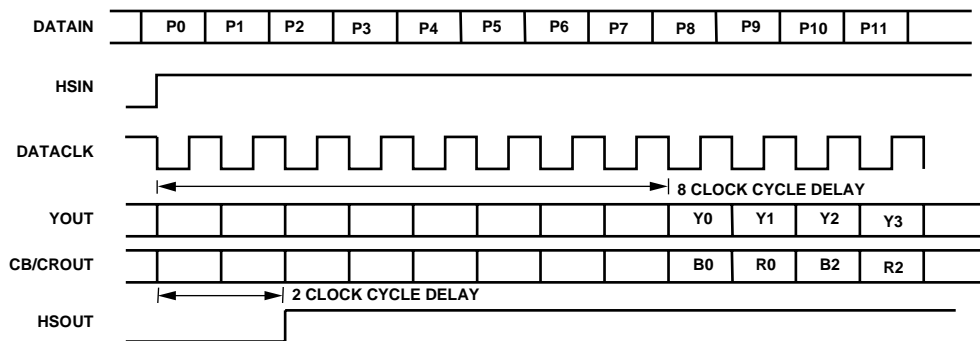 DATAIN P0 P1 P2 P3 P4 P5 P6 P7 P8 P9 P10 P11
HSIN
DATACLK
8 CLOCK CYCLE DELAY
YOUT Y0 Y1 Y2 Y3
CB/CROUT B0 R0 B2 R2
2 CLOCK CYCLE DELAY
HSOUT